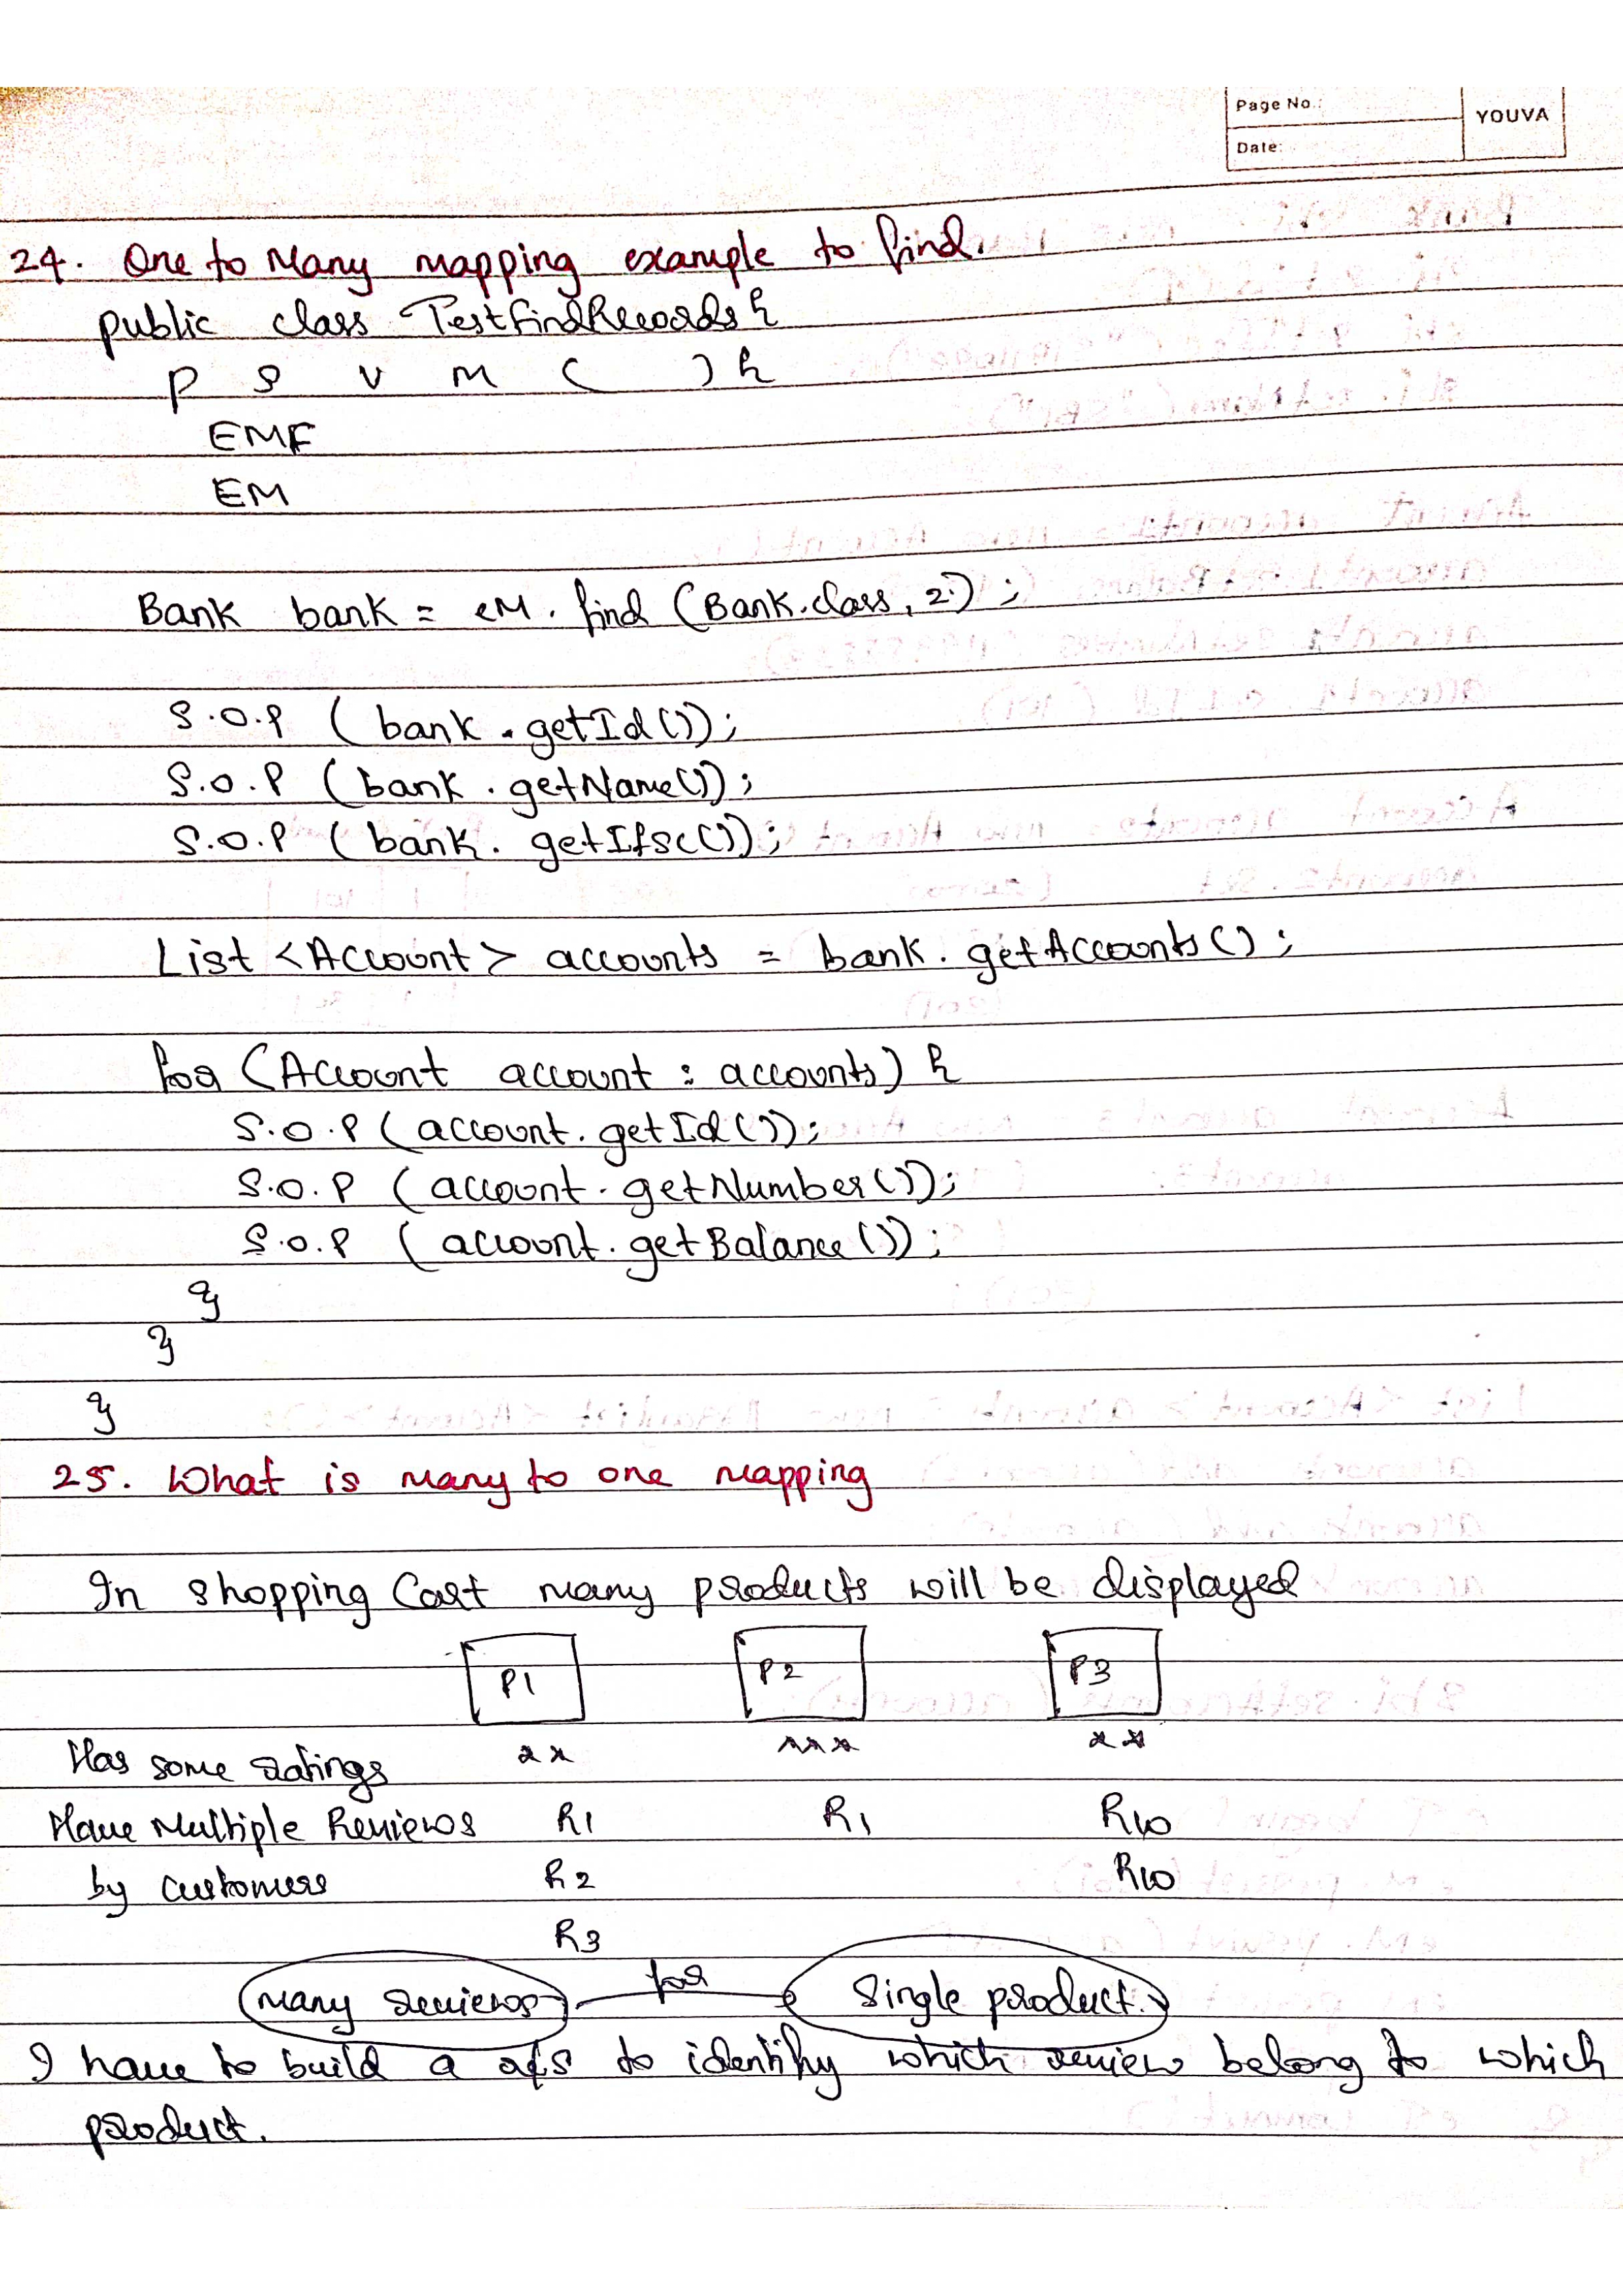 Page No.:
YOUVA
Date:
24. One to Many mapping example to find.
public class TestFindRecords {
p s v m ( ) {
EMF
EM
Bank bank = eM. find (Bank.class, 2);
S.O.P ( bank . getId());
S.O.P ( bank . getName());
S.O.P ( bank. getIfsc());
List <Account> accounts = bank. getAccounts();
for (Account account : accounts) {
S.O.P ( account. getId());
S.O.P ( account. getNumber());
S.O.P ( account. getBalance());
}
}
}
25. What is many to one mapping
In shopping Cart many products will be displayed
P1 P2 P3
Has some ratings ** *** **
Have Multiple Reviews R1 R1 R10
by customers R2 R10
R3
many reviews for Single product.
I have to build a rfs to identify which review belong to which
product.